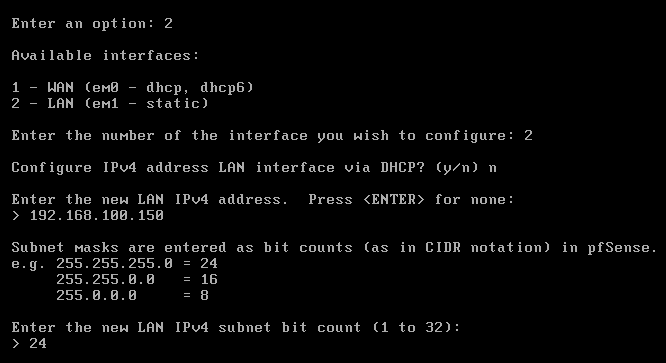 Enter an option: 2
Available interfaces:
1 - WAN (em0 - dhcp, dhcp6)
2 - LAN (em1 - static)
Enter the number of the interface you wish to configure: 2
Configure IPv4 address LAN interface via DHCP? (y/n) n
Enter the new LAN IPv4 address.  Press <ENTER> for none:
> 192.168.100.150
Subnet masks are entered as bit counts (as in CIDR notation) in pfSense.
e.g. 255.255.255.0 = 24
     255.255.0.0   = 16
     255.0.0.0     = 8
Enter the new LAN IPv4 subnet bit count (1 to 32):
> 24